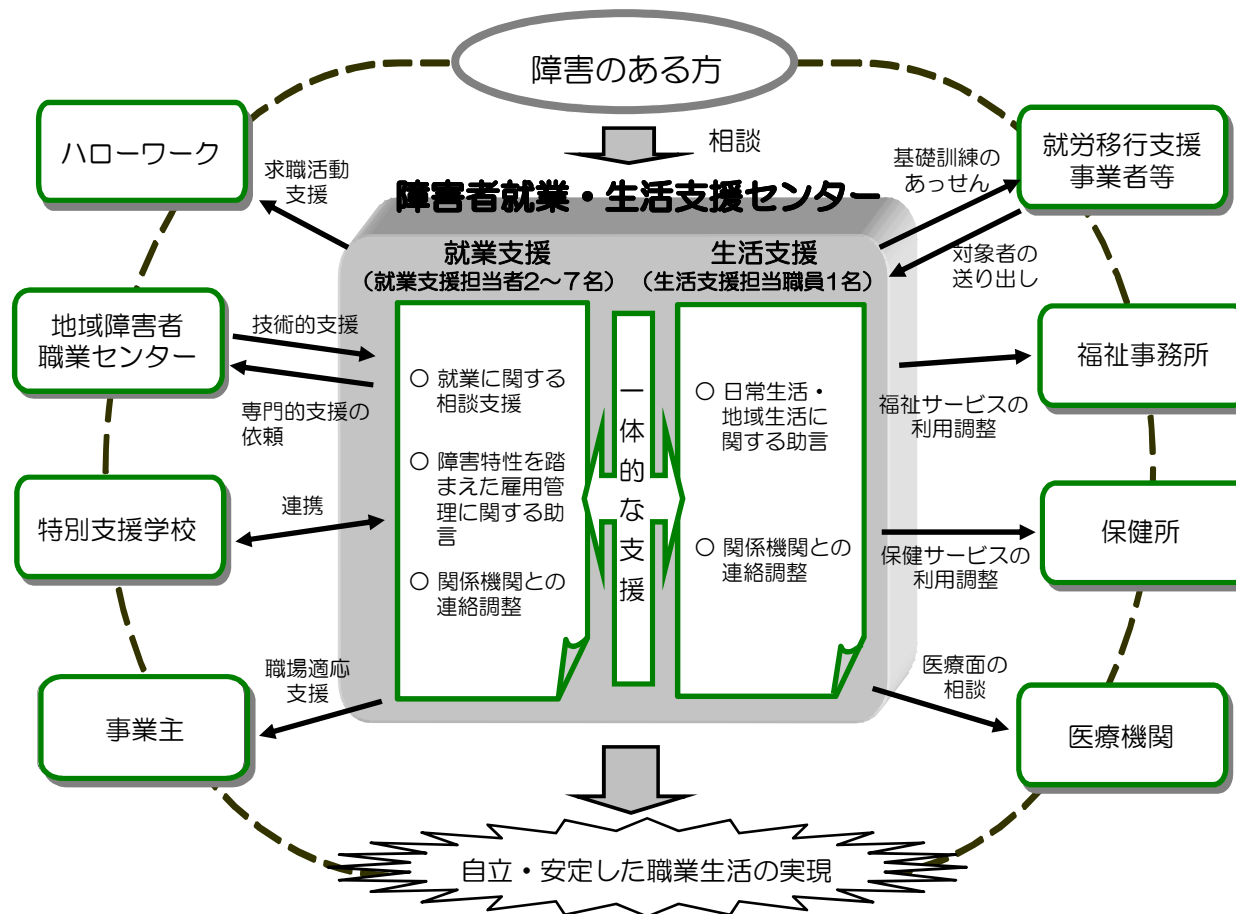 障害のある方
相談
障害者就業・生活支援センター
ハローワーク
求職活動
支援
地域障害者
職業センター
技術的支援
専門的支援の
依頼
特別支援学校
連携
事業主
職場適応
支援
就業支援
（就業支援担当者2～7名）
○ 就業に関する
相談支援
○ 障害特性を踏
まえた雇用管
理に関する助
言
○ 関係機関との
連絡調整
一体的な支援
生活支援
（生活支援担当職員1名）
○ 日常生活・
地域生活に
関する助言
○ 関係機関との
連絡調整
基礎訓練の
あっせん
就労移行支援
事業者等
対象者の
送り出し
福祉事務所
福祉サービスの
利用調整
保健所
保健サービスの
利用調整
医療面の
相談
医療機関
自立・安定した職業生活の実現